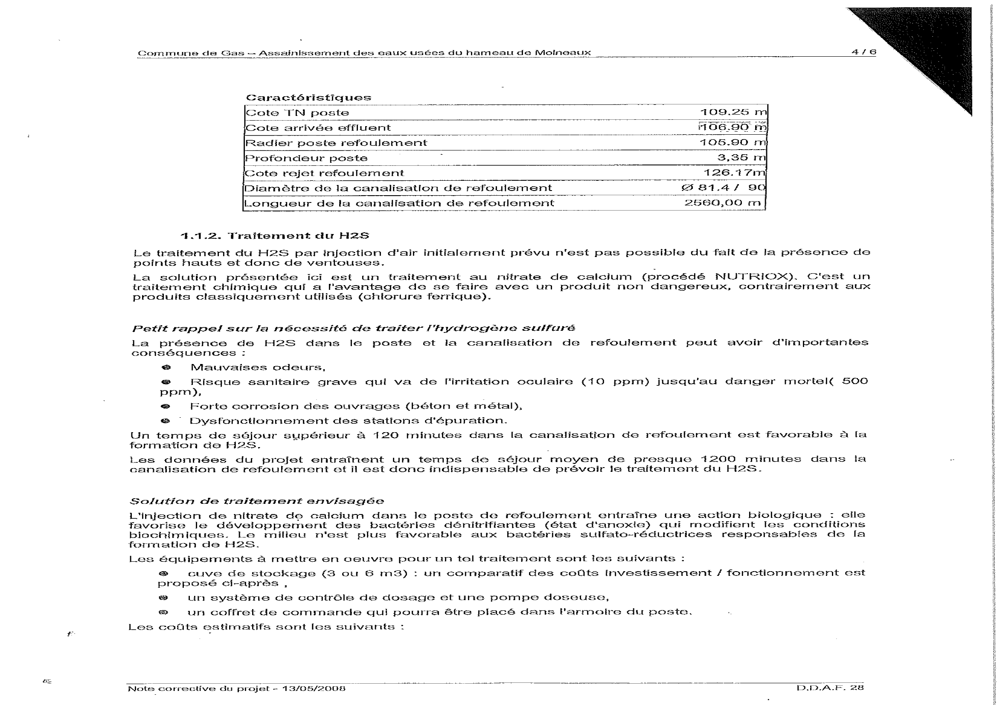 Commune de Gas – Assainissement des eaux usées du hameau de Moineaux 4 / 6
Caractéristiques
Cote TN poste 109.25 m
Cote arrivée effluent 106.90 m
Radier poste refoulement 105.90 m
Profondeur poste 3,35 m
Cote rejet refoulement 126.17m
Diamètre de la canalisation de refoulement Ø 81.4 / 90
Longueur de la canalisation de refoulement 2560,00 m
1.1.2. Traitement du H2S
Le traitement du H2S par injection d'air initialement prévu n'est pas possible du fait de la présence de
points hauts et donc de ventouses.
La solution présentée ici est un traitement au nitrate de calcium (procédé NUTRIOX). C'est un
traitement chimique qui a l'avantage de se faire avec un produit non dangereux, contrairement aux
produits classiquement utilisés (chlorure ferrique).
Petit rappel sur la nécessité de traiter l'hydrogène sulfuré
La présence de H2S dans le poste et la canalisation de refoulement peut avoir d'importantes
conséquences :
● Mauvaises odeurs,
● Risque sanitaire grave qui va de l'irritation oculaire (10 ppm) jusqu'au danger mortel( 500
ppm),
● Forte corrosion des ouvrages (béton et métal),
● Dysfonctionnement des stations d'épuration.
Un temps de séjour supérieur à 120 minutes dans la canalisation de refoulement est favorable à la
formation de H2S.
Les données du projet entraînent un temps de séjour moyen de presque 1200 minutes dans la
canalisation de refoulement et il est donc indispensable de prévoir le traitement du H2S.
Solution de traitement envisagée
L'injection de nitrate de calcium dans le poste de refoulement entraîne une action biologique : elle
favorise le développement des bactéries dénitrifiantes (état d'anoxie) qui modifient les conditions
biochimiques. Le milieu n'est plus favorable aux bactéries sulfato-réductrices responsables de la
formation de H2S.
Les équipements à mettre en oeuvre pour un tel traitement sont les suivants :
● cuve de stockage (3 ou 6 m3) : un comparatif des coûts investissement / fonctionnement est
proposé ci-après ,
● un système de contrôle de dosage et une pompe doseuse,
● un coffret de commande qui pourra être placé dans l'armoire du poste.
Les coûts estimatifs sont les suivants :
Note corrective du projet - 13/05/2008 D.D.A.F. 28